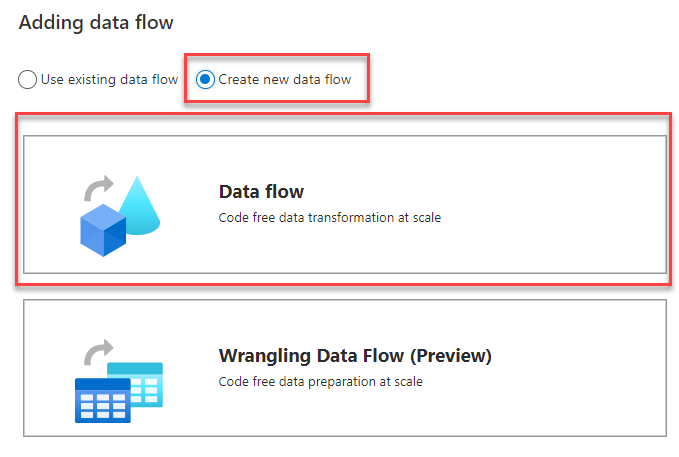 Adding data flow
Use existing data flow
Create new data flow
Data flow
Code free data transformation at scale
Wrangling Data Flow (Preview)
Code free data preparation at scale